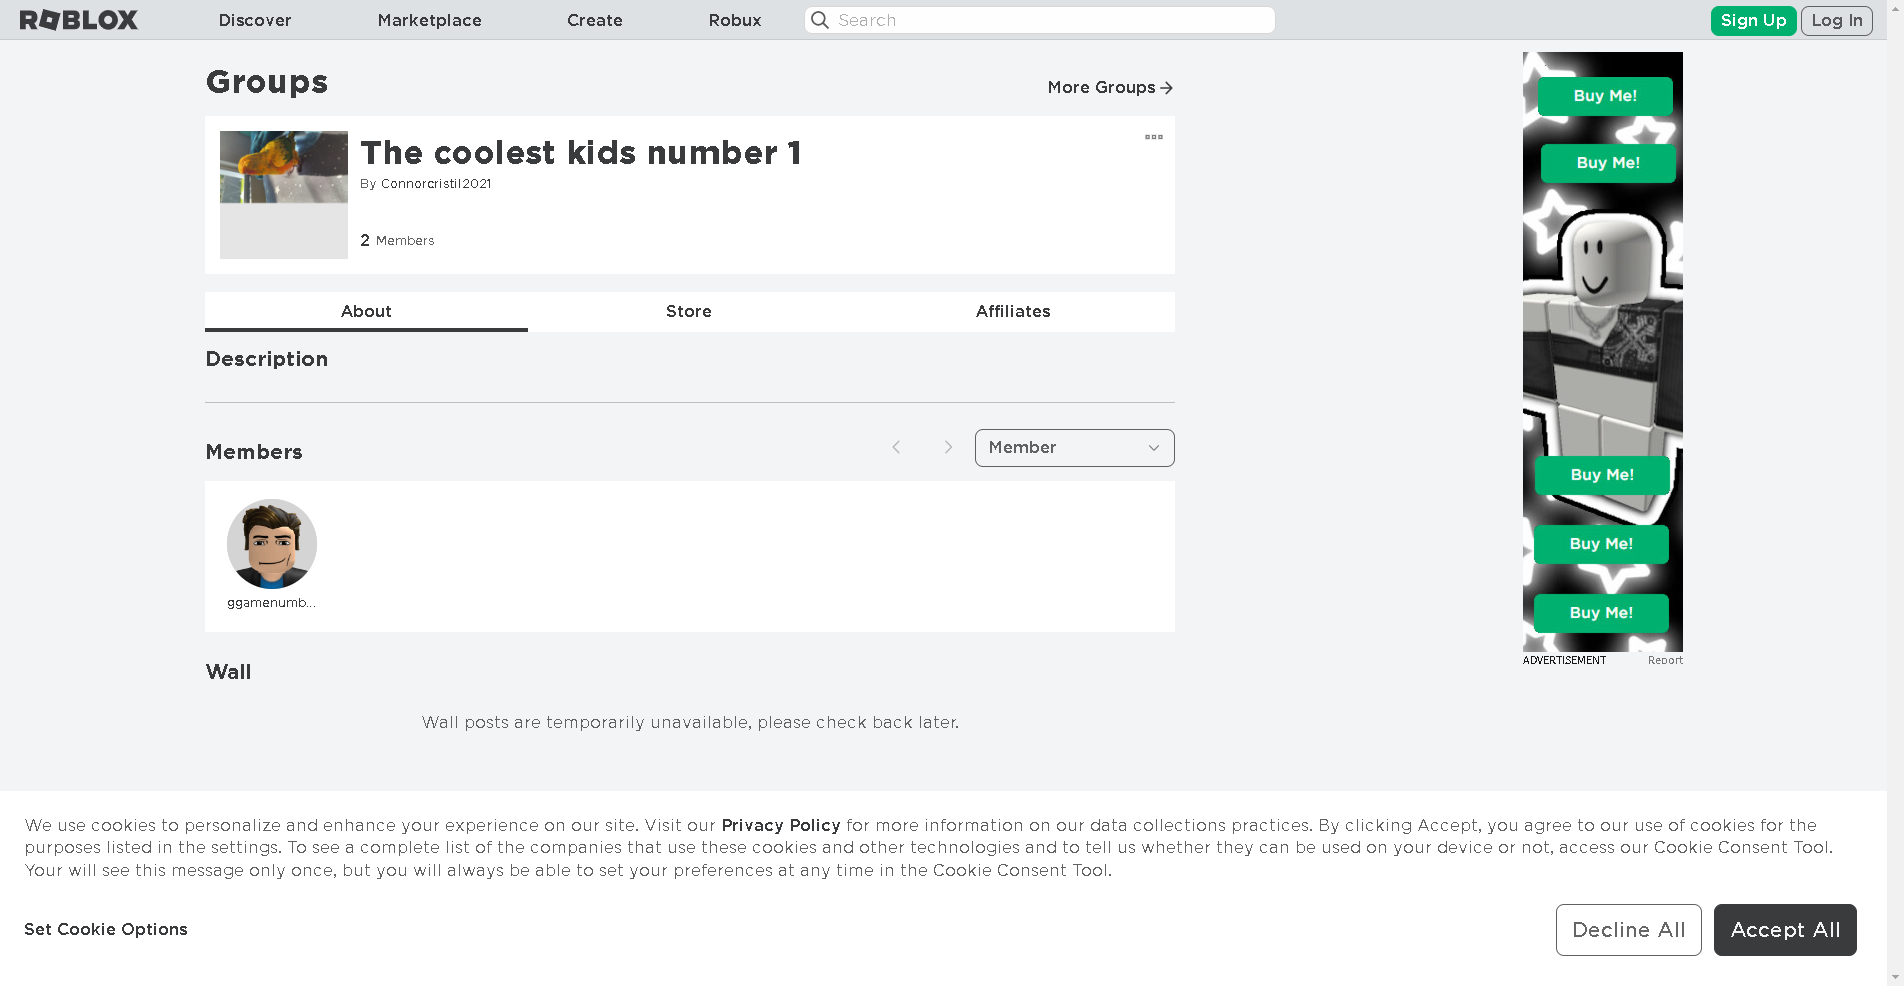 ROBLOX
Discover
Marketplace
Create
Robux
Search
Sign Up
Log In
Groups
More Groups
The coolest kids number 1
By Connorcristil2021
2 Members
About
Store
Affiliates
Description
Members
Member
ggamenumb...
Wall
Wall posts are temporarily unavailable, please check back later.
Buy Me!
Buy Me!
Buy Me!
Buy Me!
Buy Me!
ADVERTISEMENT
Report
We use cookies to personalize and enhance your experience on our site. Visit our Privacy Policy for more information on our data collections practices. By clicking Accept, you agree to our use of cookies for the
purposes listed in the settings. To see a complete list of the companies that use these cookies and other technologies and to tell us whether they can be used on your device or not, access our Cookie Consent Tool.
Your will see this message only once, but you will always be able to set your preferences at any time in the Cookie Consent Tool.
Set Cookie Options
Decline All
Accept All